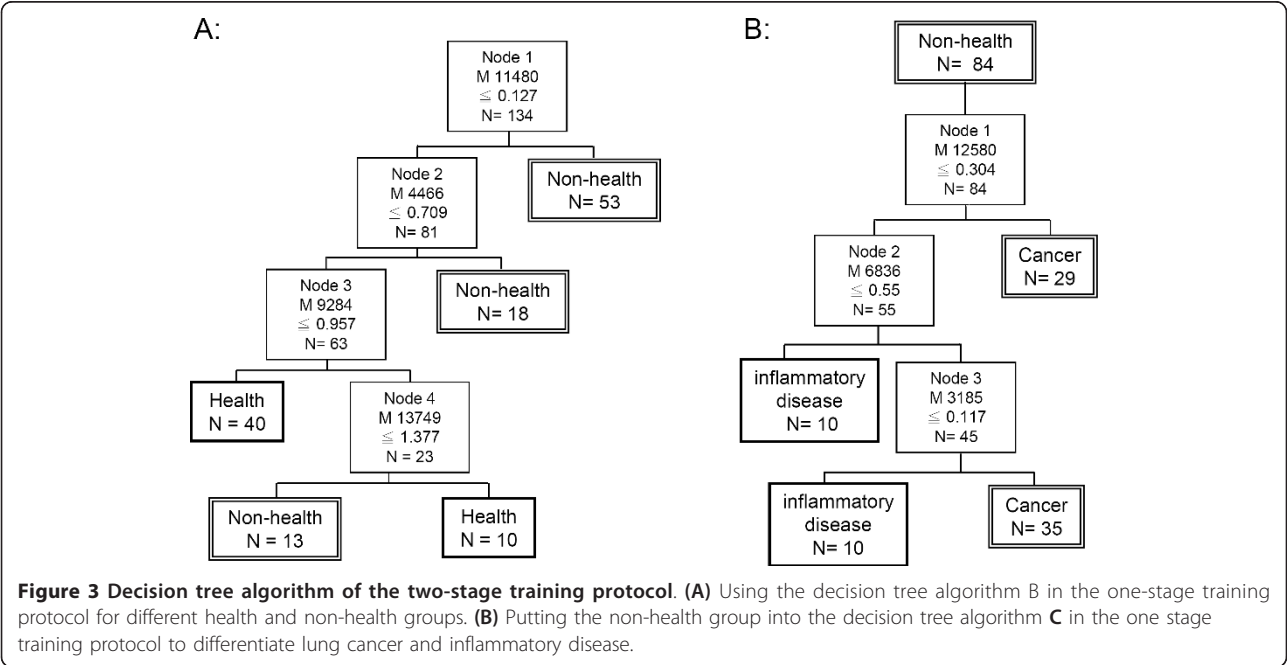 A:
Node 1
M 11480
≦ 0.127
N= 134
Node 2
M 4466
≦ 0.709
N= 81
Non-health
N= 53
Node 3
M 9284
≦ 0.957
N= 63
Non-health
N= 18
Health
N = 40
Node 4
M 13749
≦ 1.377
N = 23
Non-health
N = 13
Health
N = 10
B:
Non-health
N= 84
Node 1
M 12580
≦ 0.304
N= 84
Node 2
M 6836
≦ 0.55
N= 55
Cancer
N= 29
inflammatory
disease
N= 10
Node 3
M 3185
≦ 0.117
N= 45
inflammatory
disease
N= 10
Cancer
N= 35
Figure 3 Decision tree algorithm of the two-stage training protocol. (A) Using the decision tree algorithm B in the one-stage training
protocol for different health and non-health groups. (B) Putting the non-health group into the decision tree algorithm C in the one stage
training protocol to differentiate lung cancer and inflammatory disease.